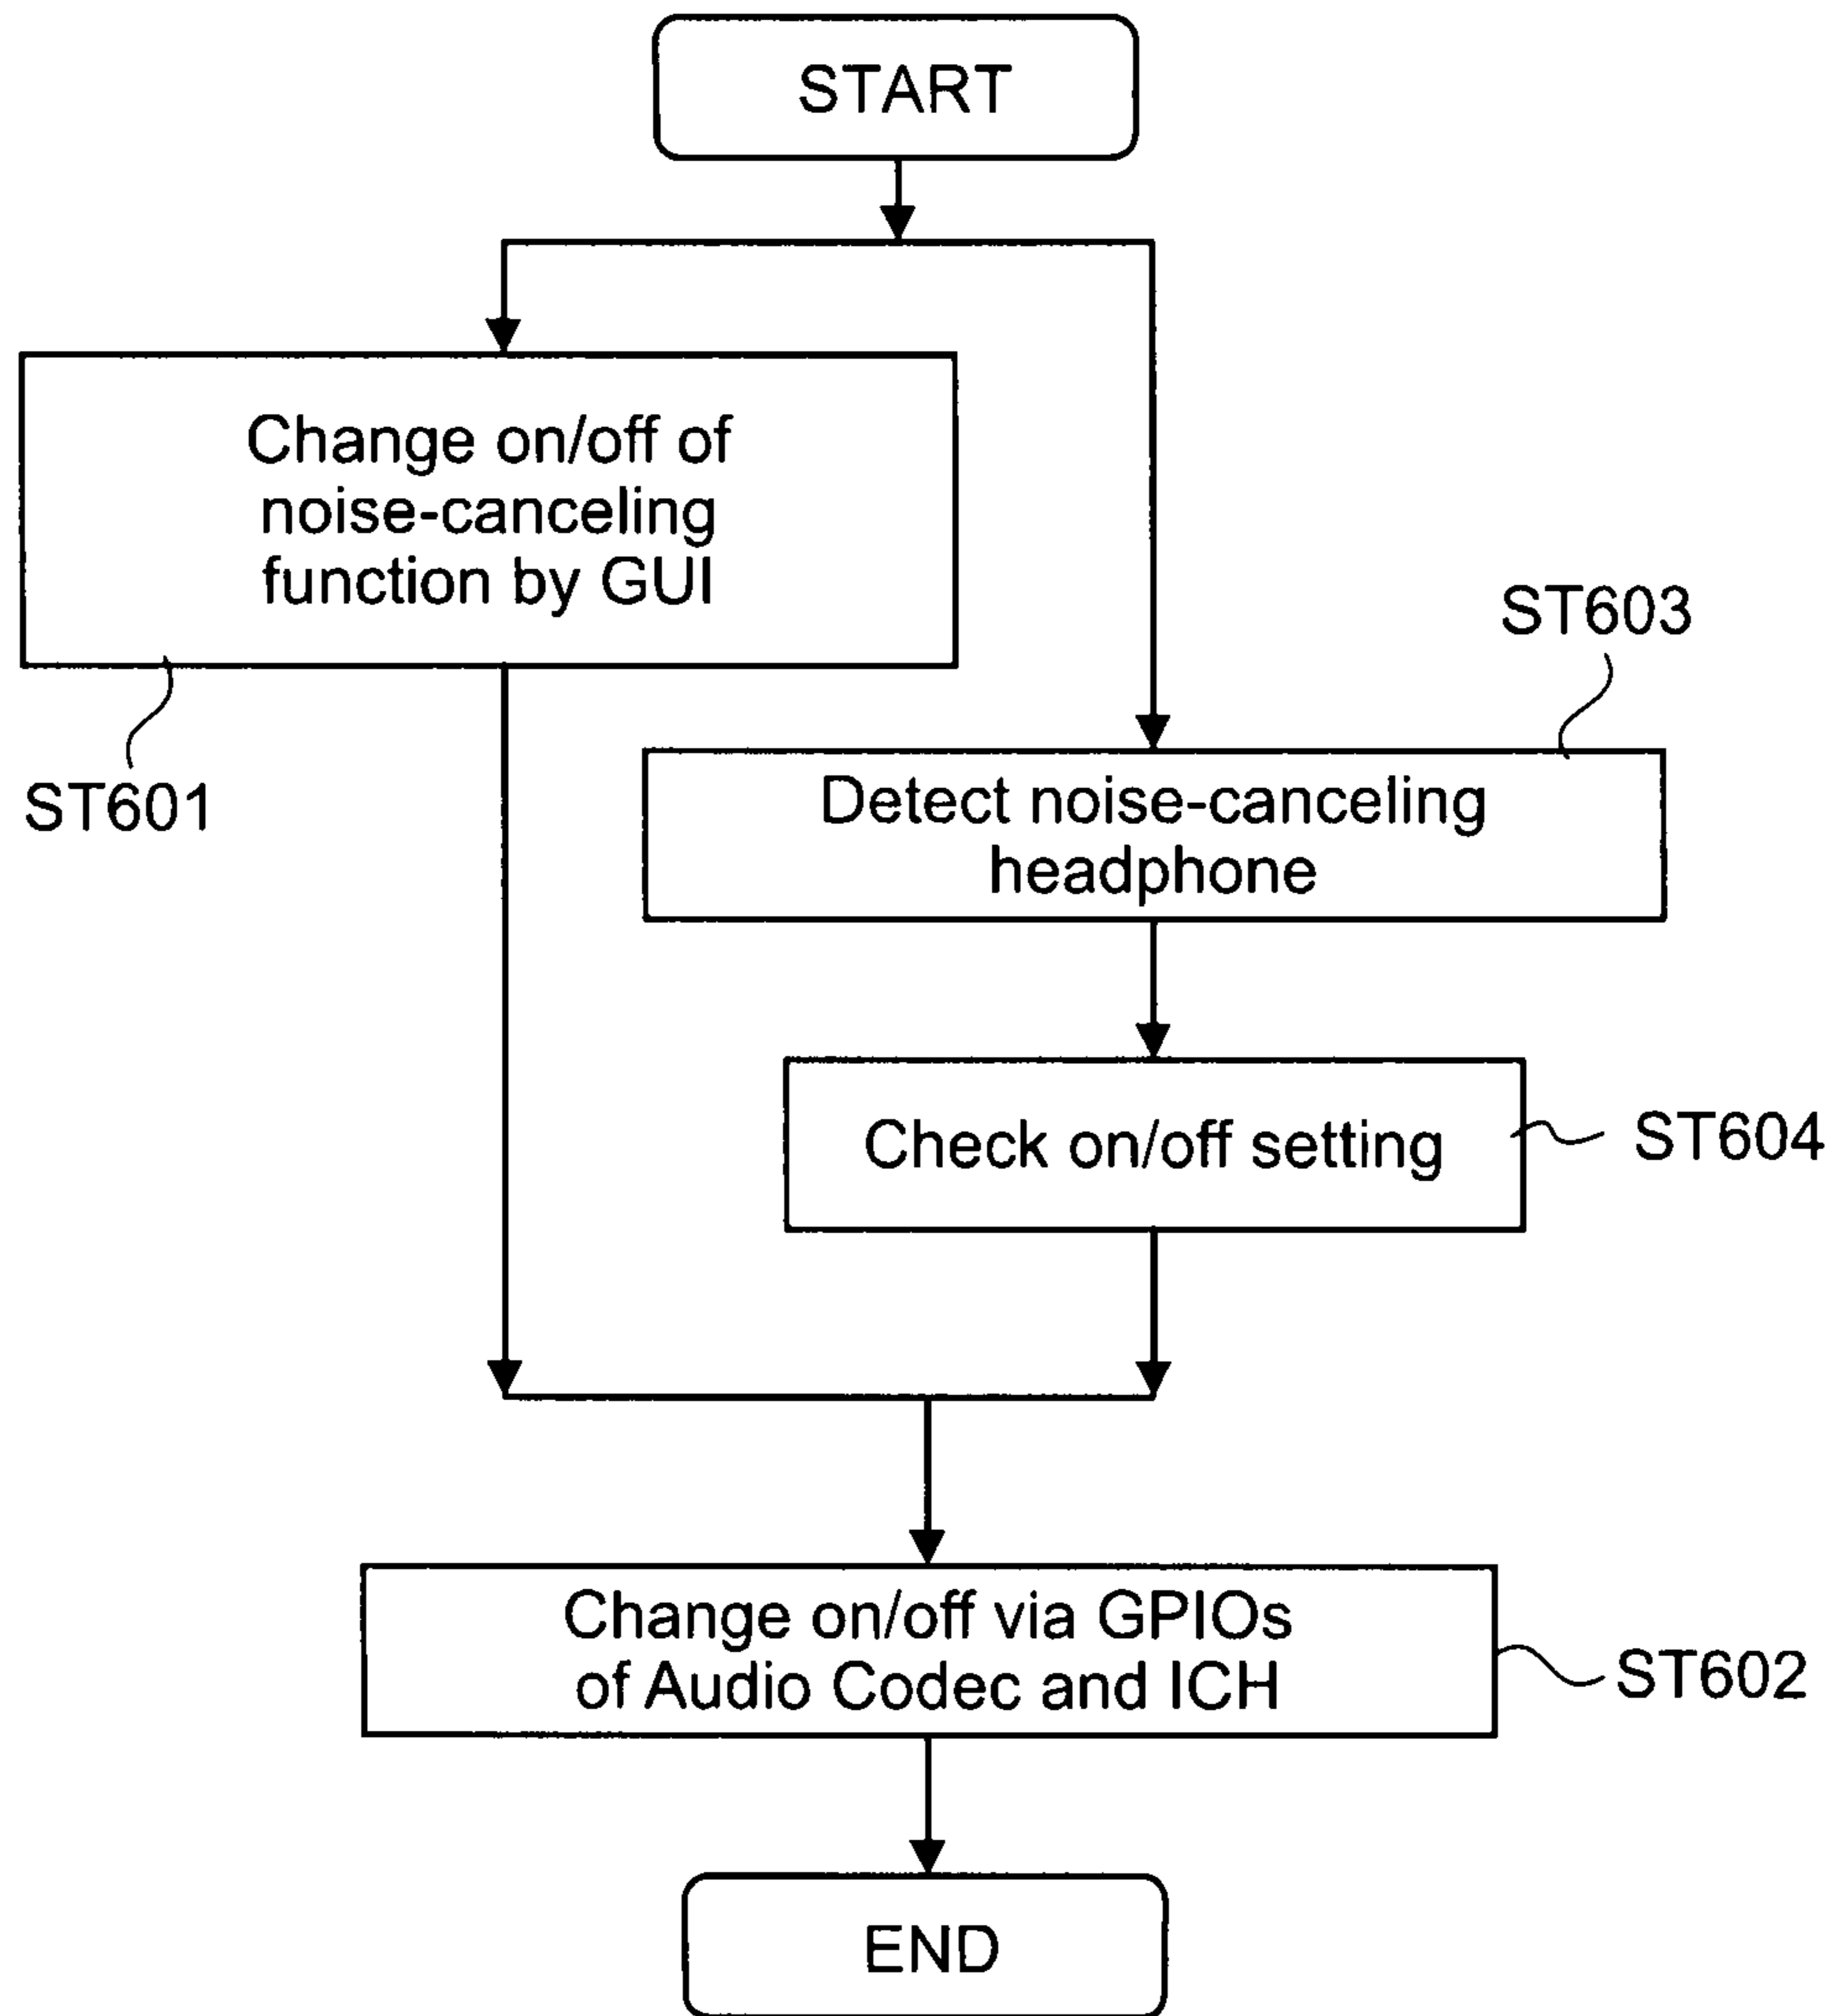 START
Change on/off of
noise-canceling
function by GUI
ST601
ST603
Detect noise-canceling
headphone
Check on/off setting
ST604
Change on/off via GPIOs
of Audio Codec and ICH
ST602
END